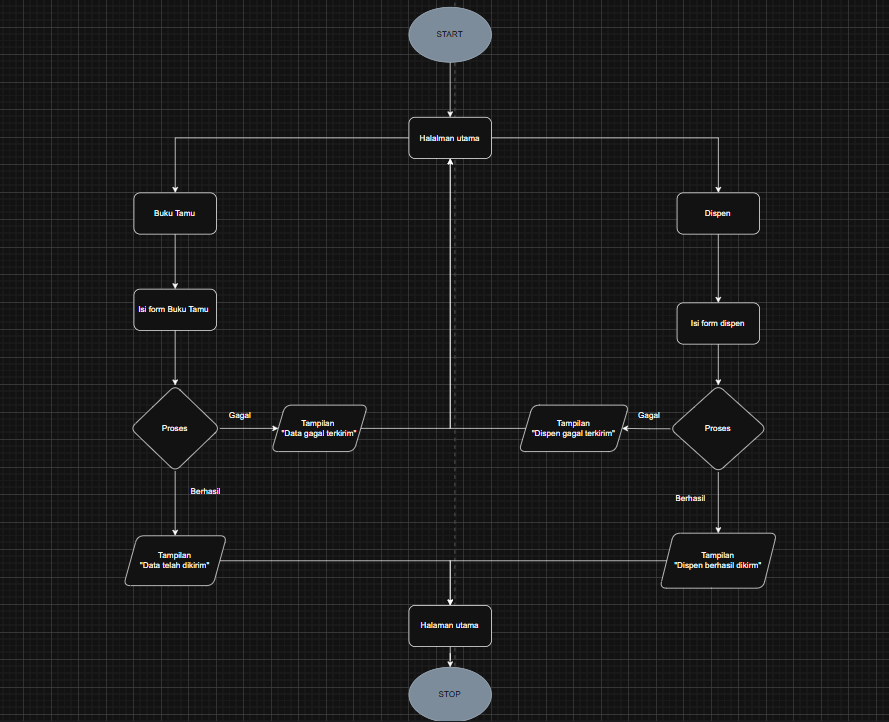 START
Halalman utama
Buku Tamu
Dispen
Isi form Buku Tamu
Isi form dispen
Proses
Gagal
Tampilan
"Data gagal terkirim"
Tampilan
"Dispen gagal terkirim"
Gagal
Proses
Berhasil
Berhasil
Tampilan
"Data telah dikirim"
Tampilan
"Dispen berhasil dikirm"
Halaman utama
STOP